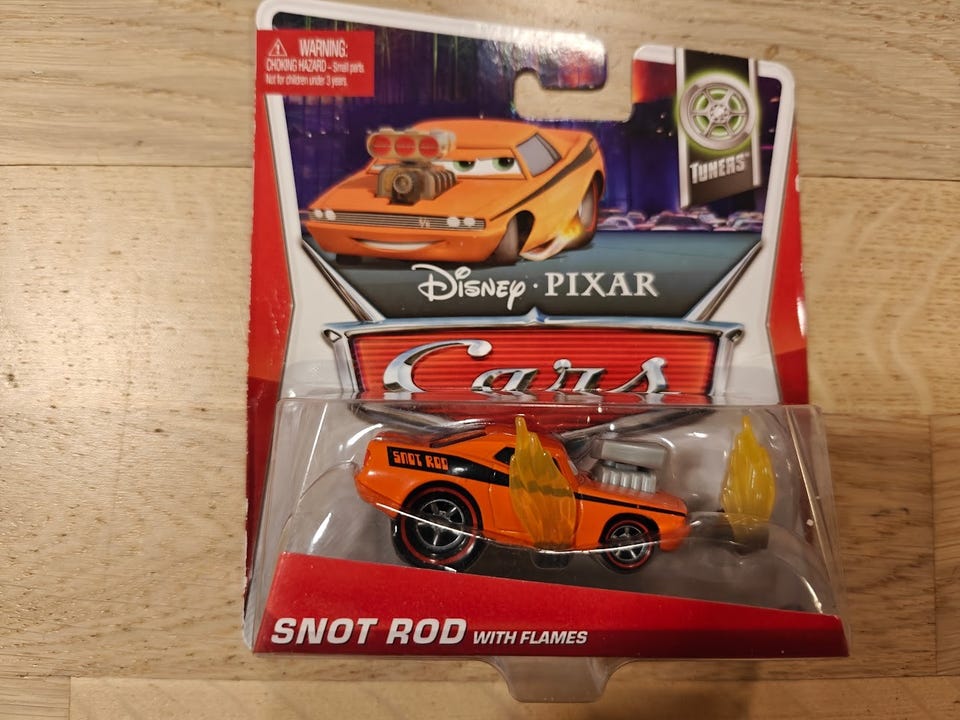 WARNING:
CHOKING HAZARD – Small parts.
Not for children under 3 years.
TUNERS™
DISNEY · PIXAR
Cars
SNOT ROD
SNOT ROD WITH FLAMES